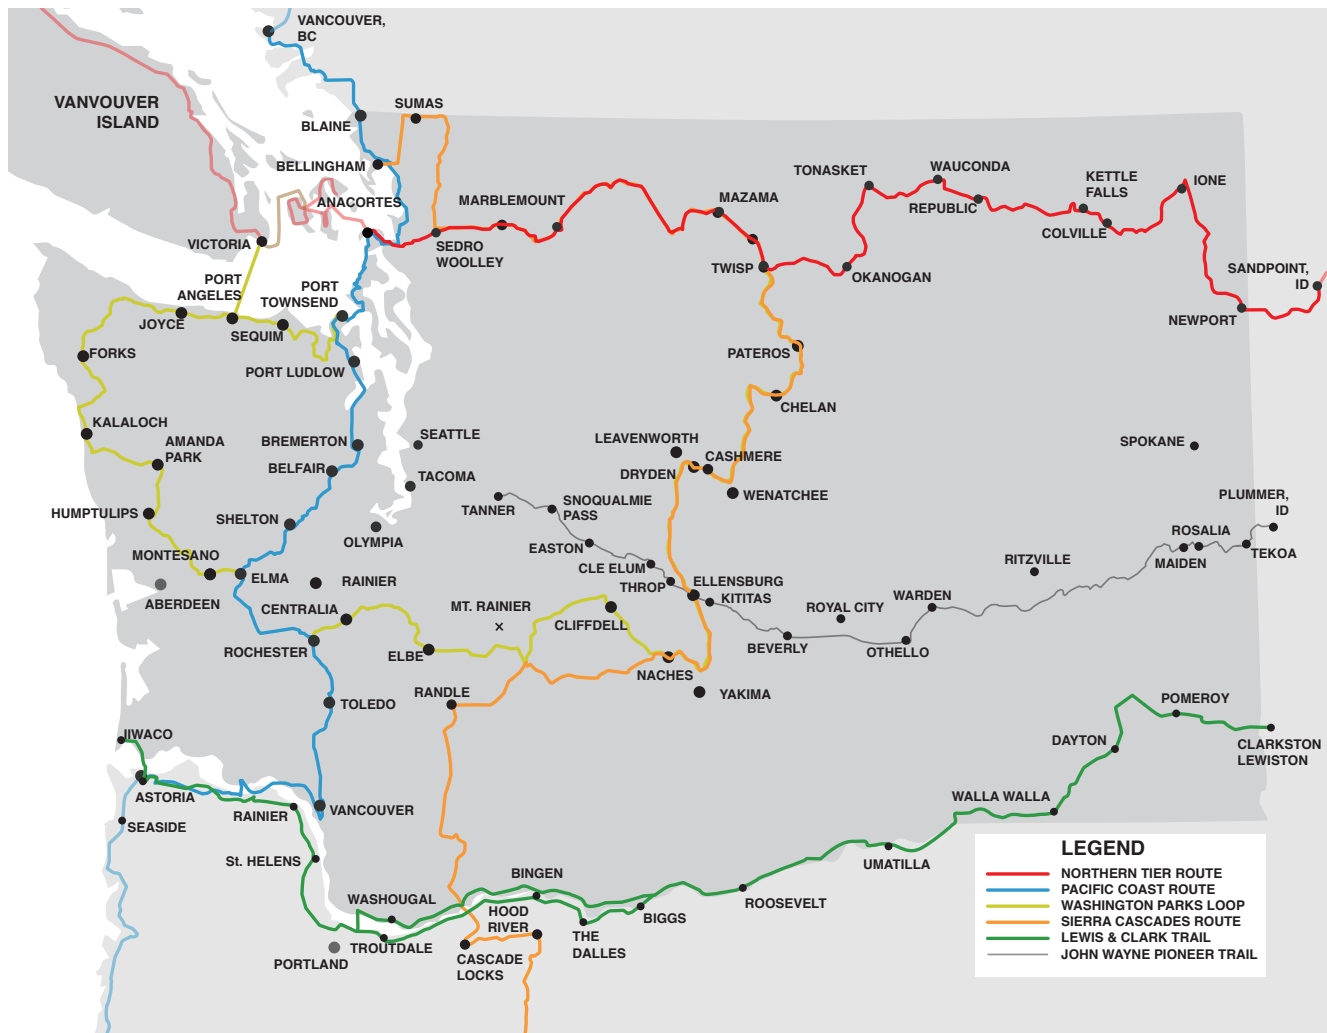 VANCOUVER,
BC
SUMAS
VANVOUVER
ISLAND
BLAINE
BELLINGHAM
TONASKET
WAUCONDA
KETTLE
FALLS
IONE
ANACORTES
MARBLEMOUNT
MAZAMA
REPUBLIC
COLVILLE
VICTORIA
SEDRO
WOOLLEY
TWISP
OKANOGAN
SANDPOINT,
ID
PORT
ANGELES
PORT
TOWNSEND
JOYCE
SEQUIM
NEWPORT
FORKS
PORT LUDLOW
PATEROS
CHELAN
KALALOCH
AMANDA
PARK
BREMERTON
SEATTLE
LEAVENWORTH
SPOKANE
BELFAIR
TACOMA
DRYDEN
CASHMERE
WENATCHEE
HUMPTULIPS
SHELTON
TANNER
SNOQUALMIE
PASS
PLUMMER,
ID
OLYMPIA
EASTON
ROSALIA
TEKOA
MONTESANO
ELMA
RAINIER
CLE ELUM
THROP
ELLENSBURG
KITITAS
RITZVILLE
MAIDEN
ABERDEEN
CENTRALIA
MT. RAINIER
CLIFFDELL
ROYAL CITY
WARDEN
ROCHESTER
ELBE
BEVERLY
OTHELLO
NACHES
YAKIMA
TOLEDO
RANDLE
POMEROY
IIWACO
DAYTON
CLARKSTON
LEWISTON
ASTORIA
RAINIER
VANCOUVER
WALLA WALLA
SEASIDE
St. HELENS
UMATILLA
LEGEND
NORTHERN TIER ROUTE
PACIFIC COAST ROUTE
WASHINGTON PARKS LOOP
SIERRA CASCADES ROUTE
LEWIS & CLARK TRAIL
JOHN WAYNE PIONEER TRAIL
BINGEN
WASHOUGAL
HOOD
RIVER
BIGGS
ROOSEVELT
TROUTDALE
PORTLAND
CASCADE
LOCKS
THE
DALLES